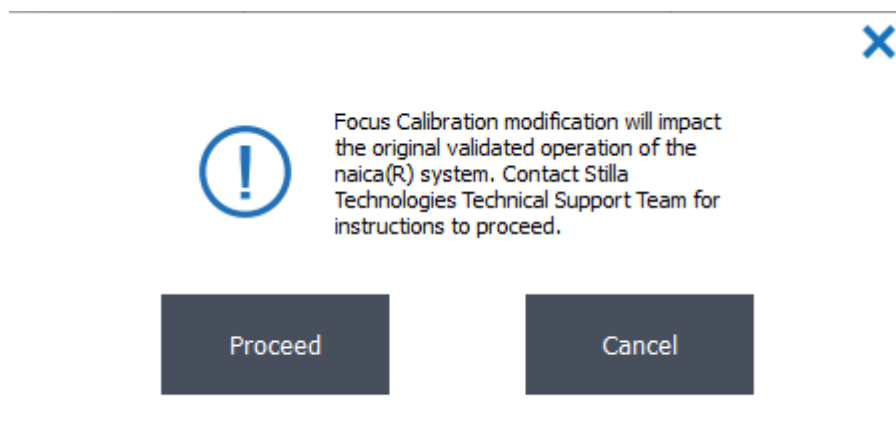 Focus Calibration modification will impact
the original validated operation of the
naica(R) system. Contact Stilla
Technologies Technical Support Team for
instructions to proceed.
Proceed
Cancel